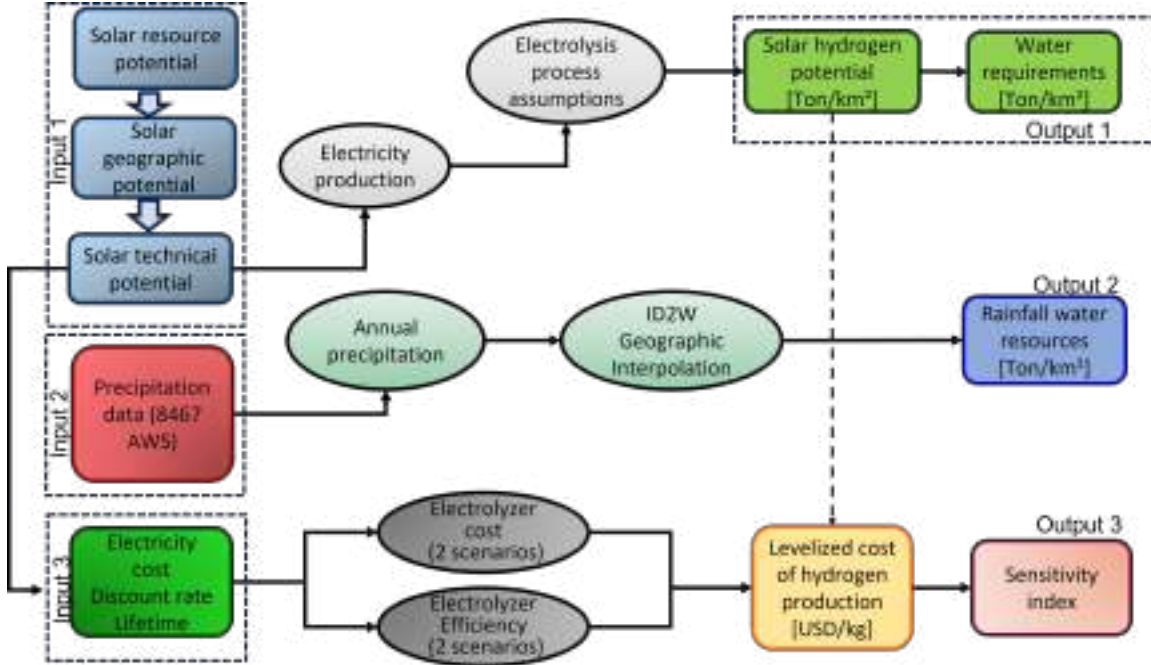 Input 1
Solar resource
potential
Solar
geographic
potential
Solar technical
potential
Electricity
production
Electrolysis
process
assumptions
Solar hydrogen
potential
[Ton/km²]
Water
requirements
[Ton/km²]
Output 1
Input 2
Precipitation
data (8467
AWS)
Annual
precipitation
ID2W
Geographic
Interpolation
Output 2
Rainfall water
resources
[Ton/km²]
Input 3
Electricity
cost
Discount rate
Lifetime
Electrolyzer
cost
(2 scenarios)
Electrolyzer
Efficiency
(2 scenarios)
Levelized cost
of hydrogen
production
[USD/kg]
Output 3
Sensitivity
index